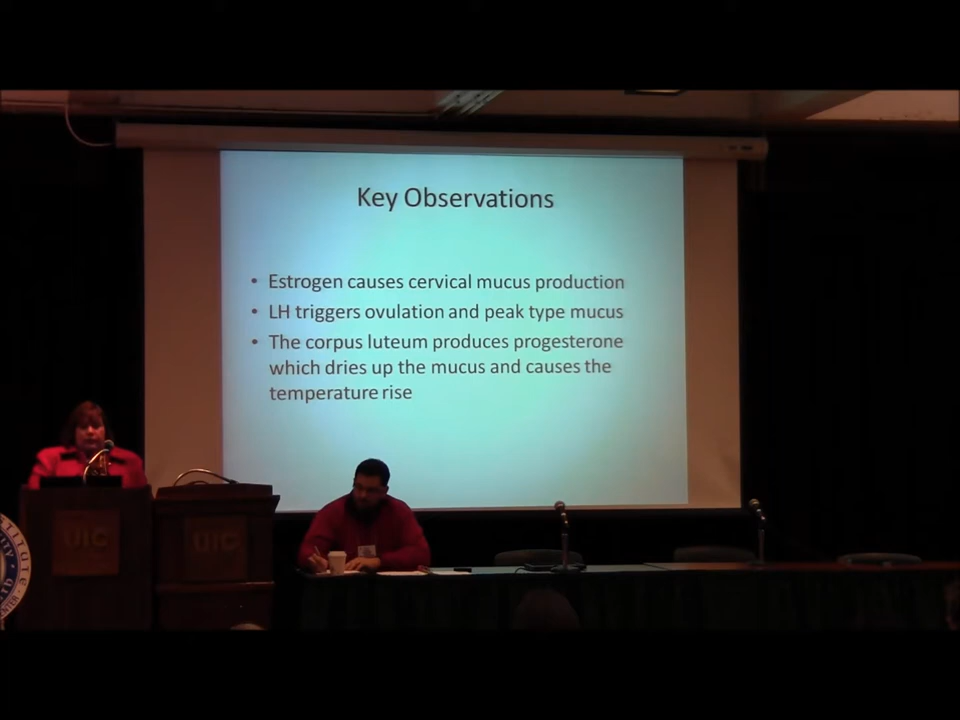 Key Observations
• Estrogen causes cervical mucus production
• LH triggers ovulation and peak type mucus
• The corpus luteum produces progesterone
which dries up the mucus and causes the
temperature rise
UIC
UIC